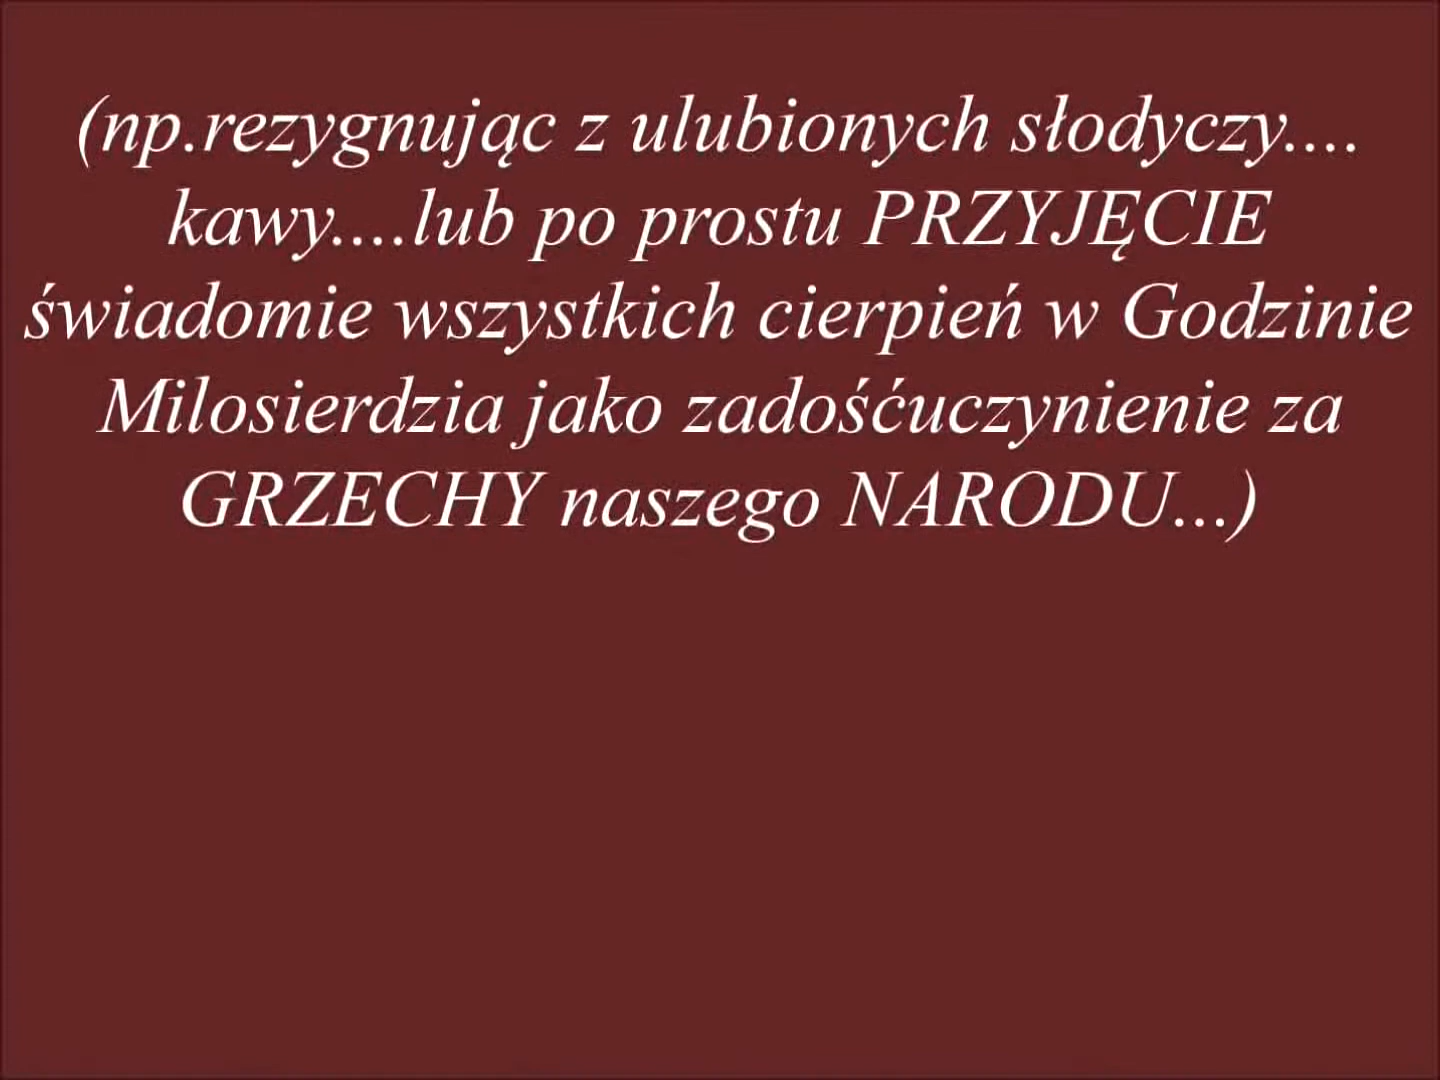 (np.rezygnując z ulubionych słodyczy....
kawy....lub po prostu PRZYJĘCIE
świadomie wszystkich cierpień w Godzinie
Milosierdzia jako zadośćuczynienie za
GRZECHY naszego NARODU...)